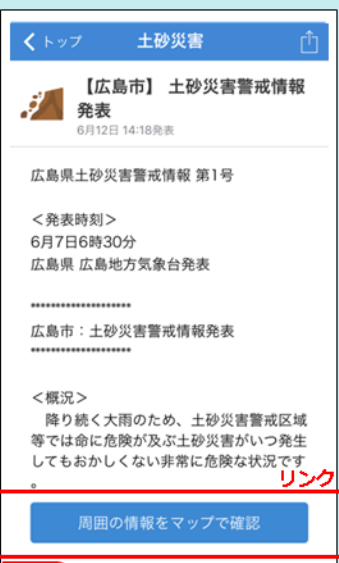 トップ
土砂災害
【広島市】 土砂災害警戒情報
発表
6月12日 14:18発表
広島県土砂災害警戒情報 第1号
<発表時刻>
6月7日6時30分
広島県 広島地方気象台発表
********************
広島市：土砂災害警戒情報発表
********************
<概況>
　降り続く大雨のため、土砂災害警戒区域
等では命に危険が及ぶ土砂災害がいつ発生
してもおかしくない非常に危険な状況です
。
リンク
周囲の情報をマップで確認